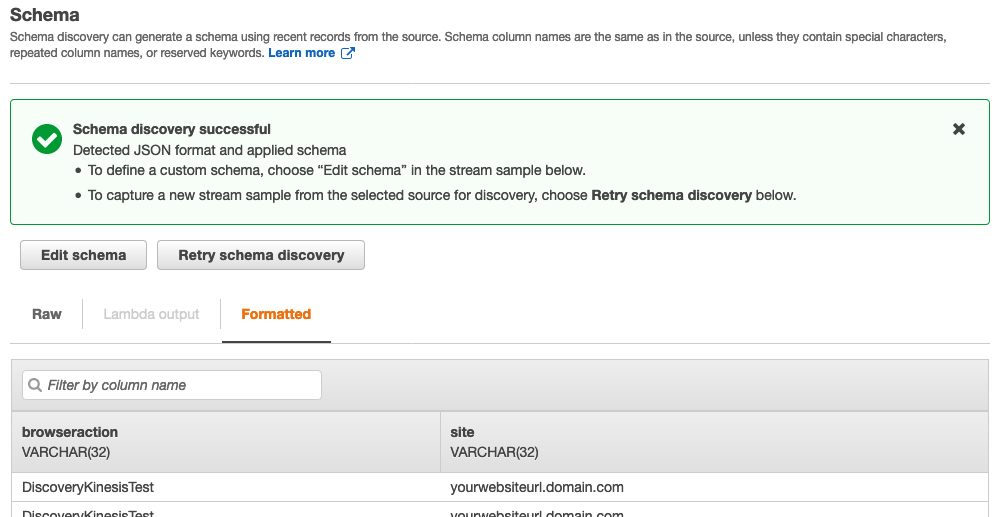 Schema
Schema discovery can generate a schema using recent records from the source. Schema column names are the same as in the source, unless they contain special characters,
repeated column names, or reserved keywords. Learn more
Schema discovery successful
Detected JSON format and applied schema
• To define a custom schema, choose “Edit schema” in the stream sample below.
• To capture a new stream sample from the selected source for discovery, choose Retry schema discovery below.
Edit schema Retry schema discovery
Raw Lambda output Formatted
Filter by column name
browseraction site
VARCHAR(32) VARCHAR(32)
DiscoveryKinesisTest yourwebsiteurl.domain.com
DiscoveryKinesisTest yourwebsiteurl.domain.com